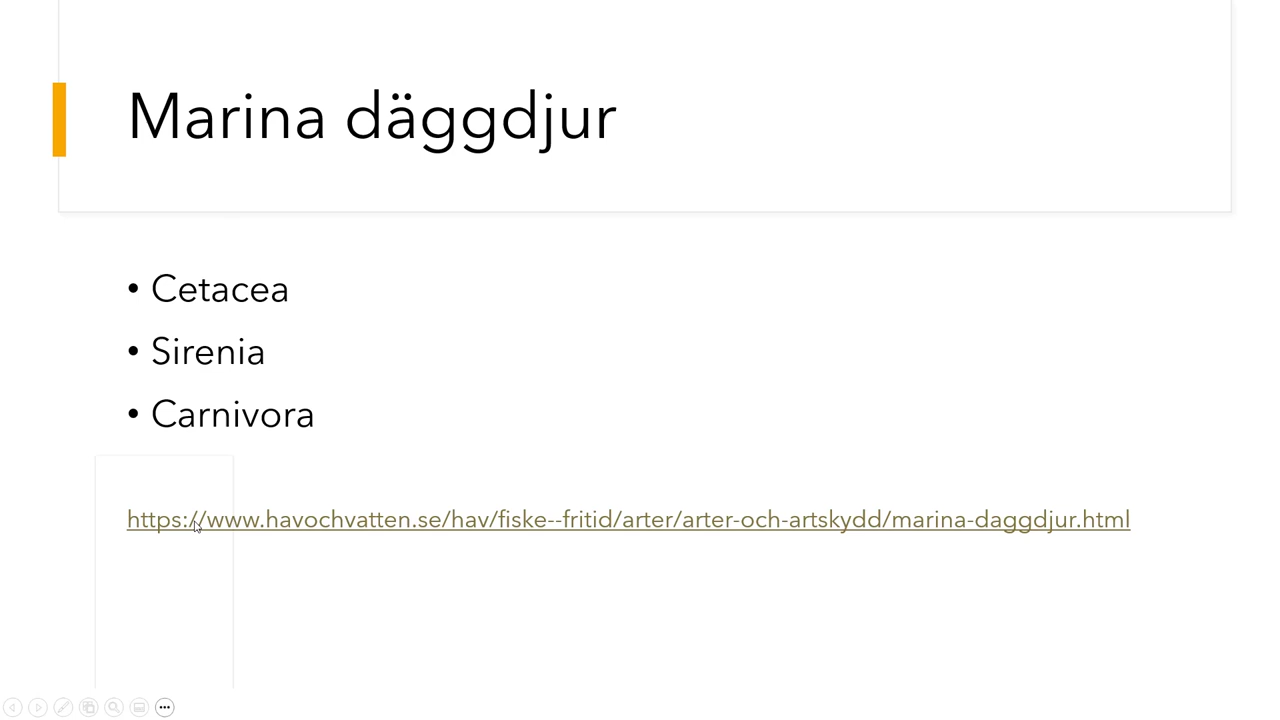 Marina däggdjur
• Cetacea
• Sirenia
• Carnivora
https://www.havochvatten.se/hav/fiske--fritid/arter/arter-och-artskydd/marina-daggdjur.html